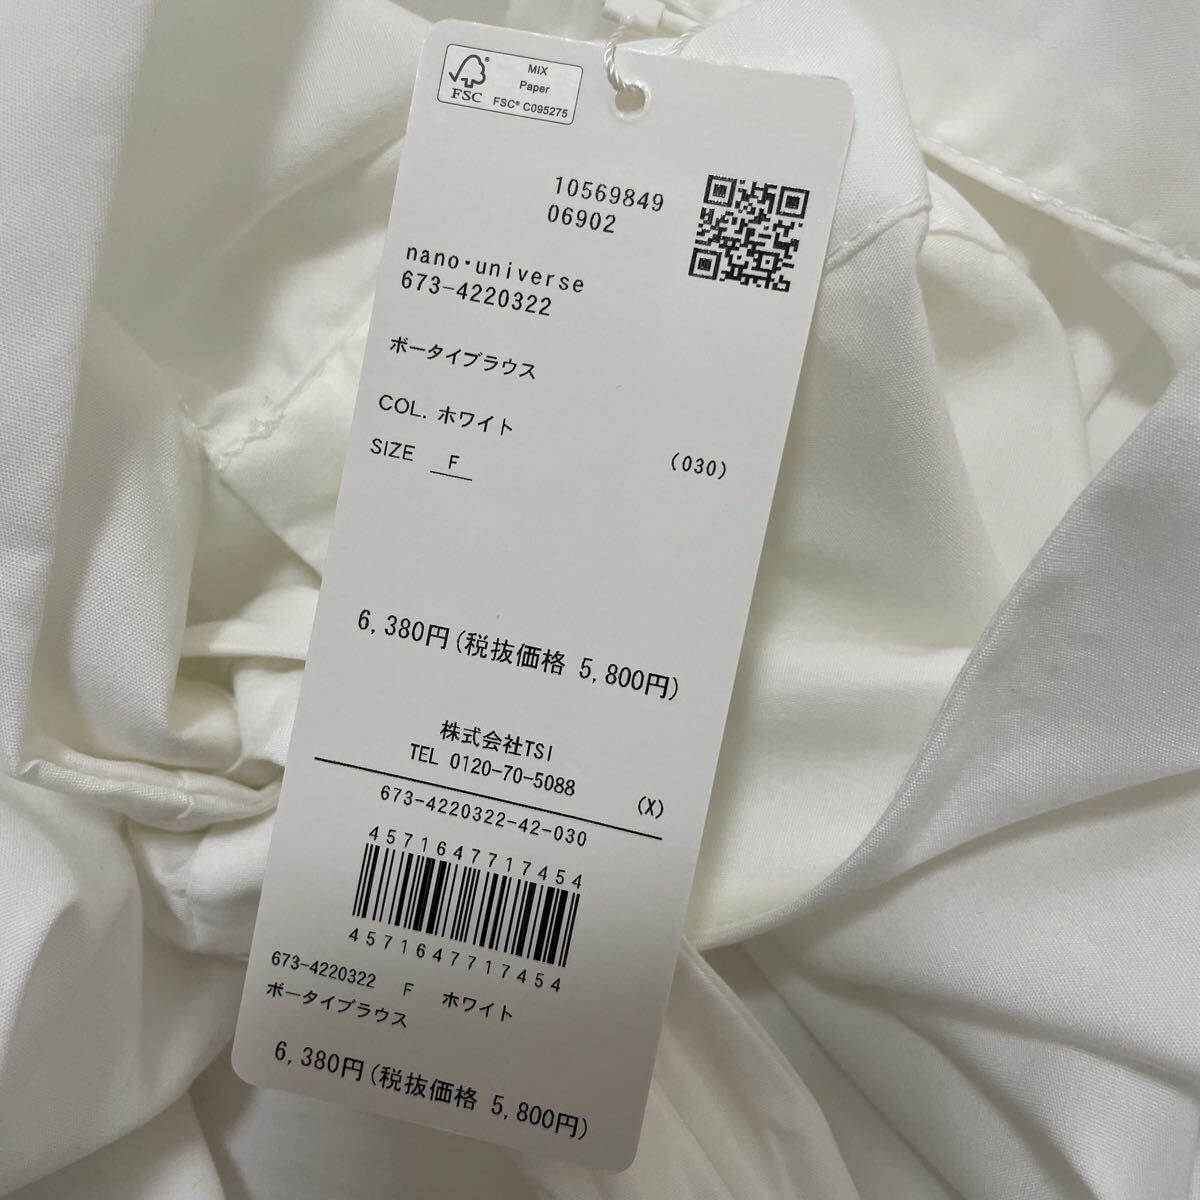 MIX
Paper
FSC
FSC® C095275
10569849
06902
nano・universe
673-4220322
ボータイブラウス
COL. ホワイト
SIZE F (030)
6,380円(税抜価格 5,800円)
株式会社TSI
TEL 0120-70-5088
(X)
673-4220322-42-030
4571647717454
4571647717454
673-4220322 F ホワイト
ボータイブラウス
6,380円(税抜価格 5,800円)